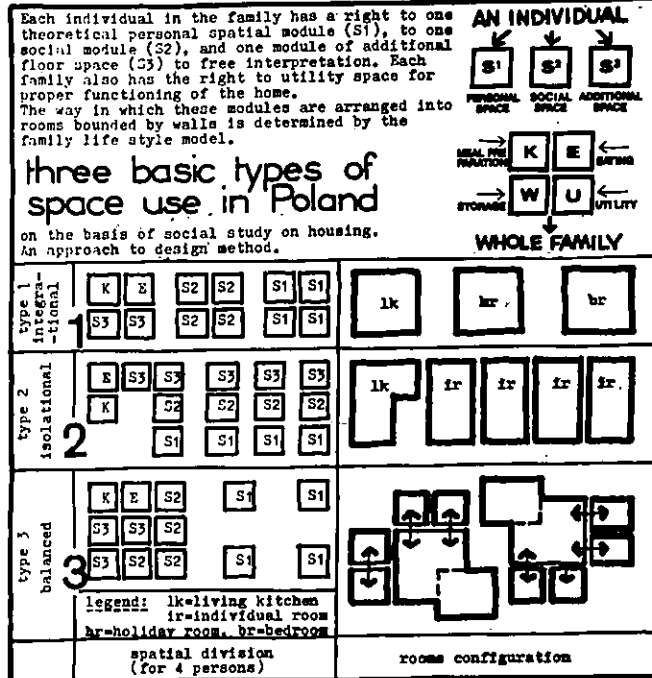 Each individual in the family has a right to one
theoretical personal spatial module (S1), to one
social module (S2), and one module of additional
floor space (S3) to free interpretation. Each
family also has the right to utility space for
proper functioning of the home.
The way in which these modules are arranged into
rooms bounded by walls is determined by the
family life style model.
three basic types of
space use in Poland
on the basis of social study on housing.
An approach to design method.
AN INDIVIDUAL
S¹ S² S³
PERSONAL SPACE SOCIAL SPACE ADDITIONAL SPACE
MEAL PRE PARATION K E EATING
STORAGE W U UTILITY
WHOLE FAMILY
type 1
integra-
-tional
1
K E S2 S2 S1 S1
S3 S3 S2 S2 S1 S1
lk hr br
type 2
isolational
2
E S3 S3 S3 S3 S3
K S2 S2 S2 S2
S1 S1 S1 S1
lk ir ir ir ir
type 3
balanced
3
K E S2 S1 S1
S3 S3 S2
S3 S2 S2 S1 S1
legend: lk=living kitchen
ir=individual room
hr=holiday room, br=bedroom
spatial division
(for 4 persons)
rooms configuration